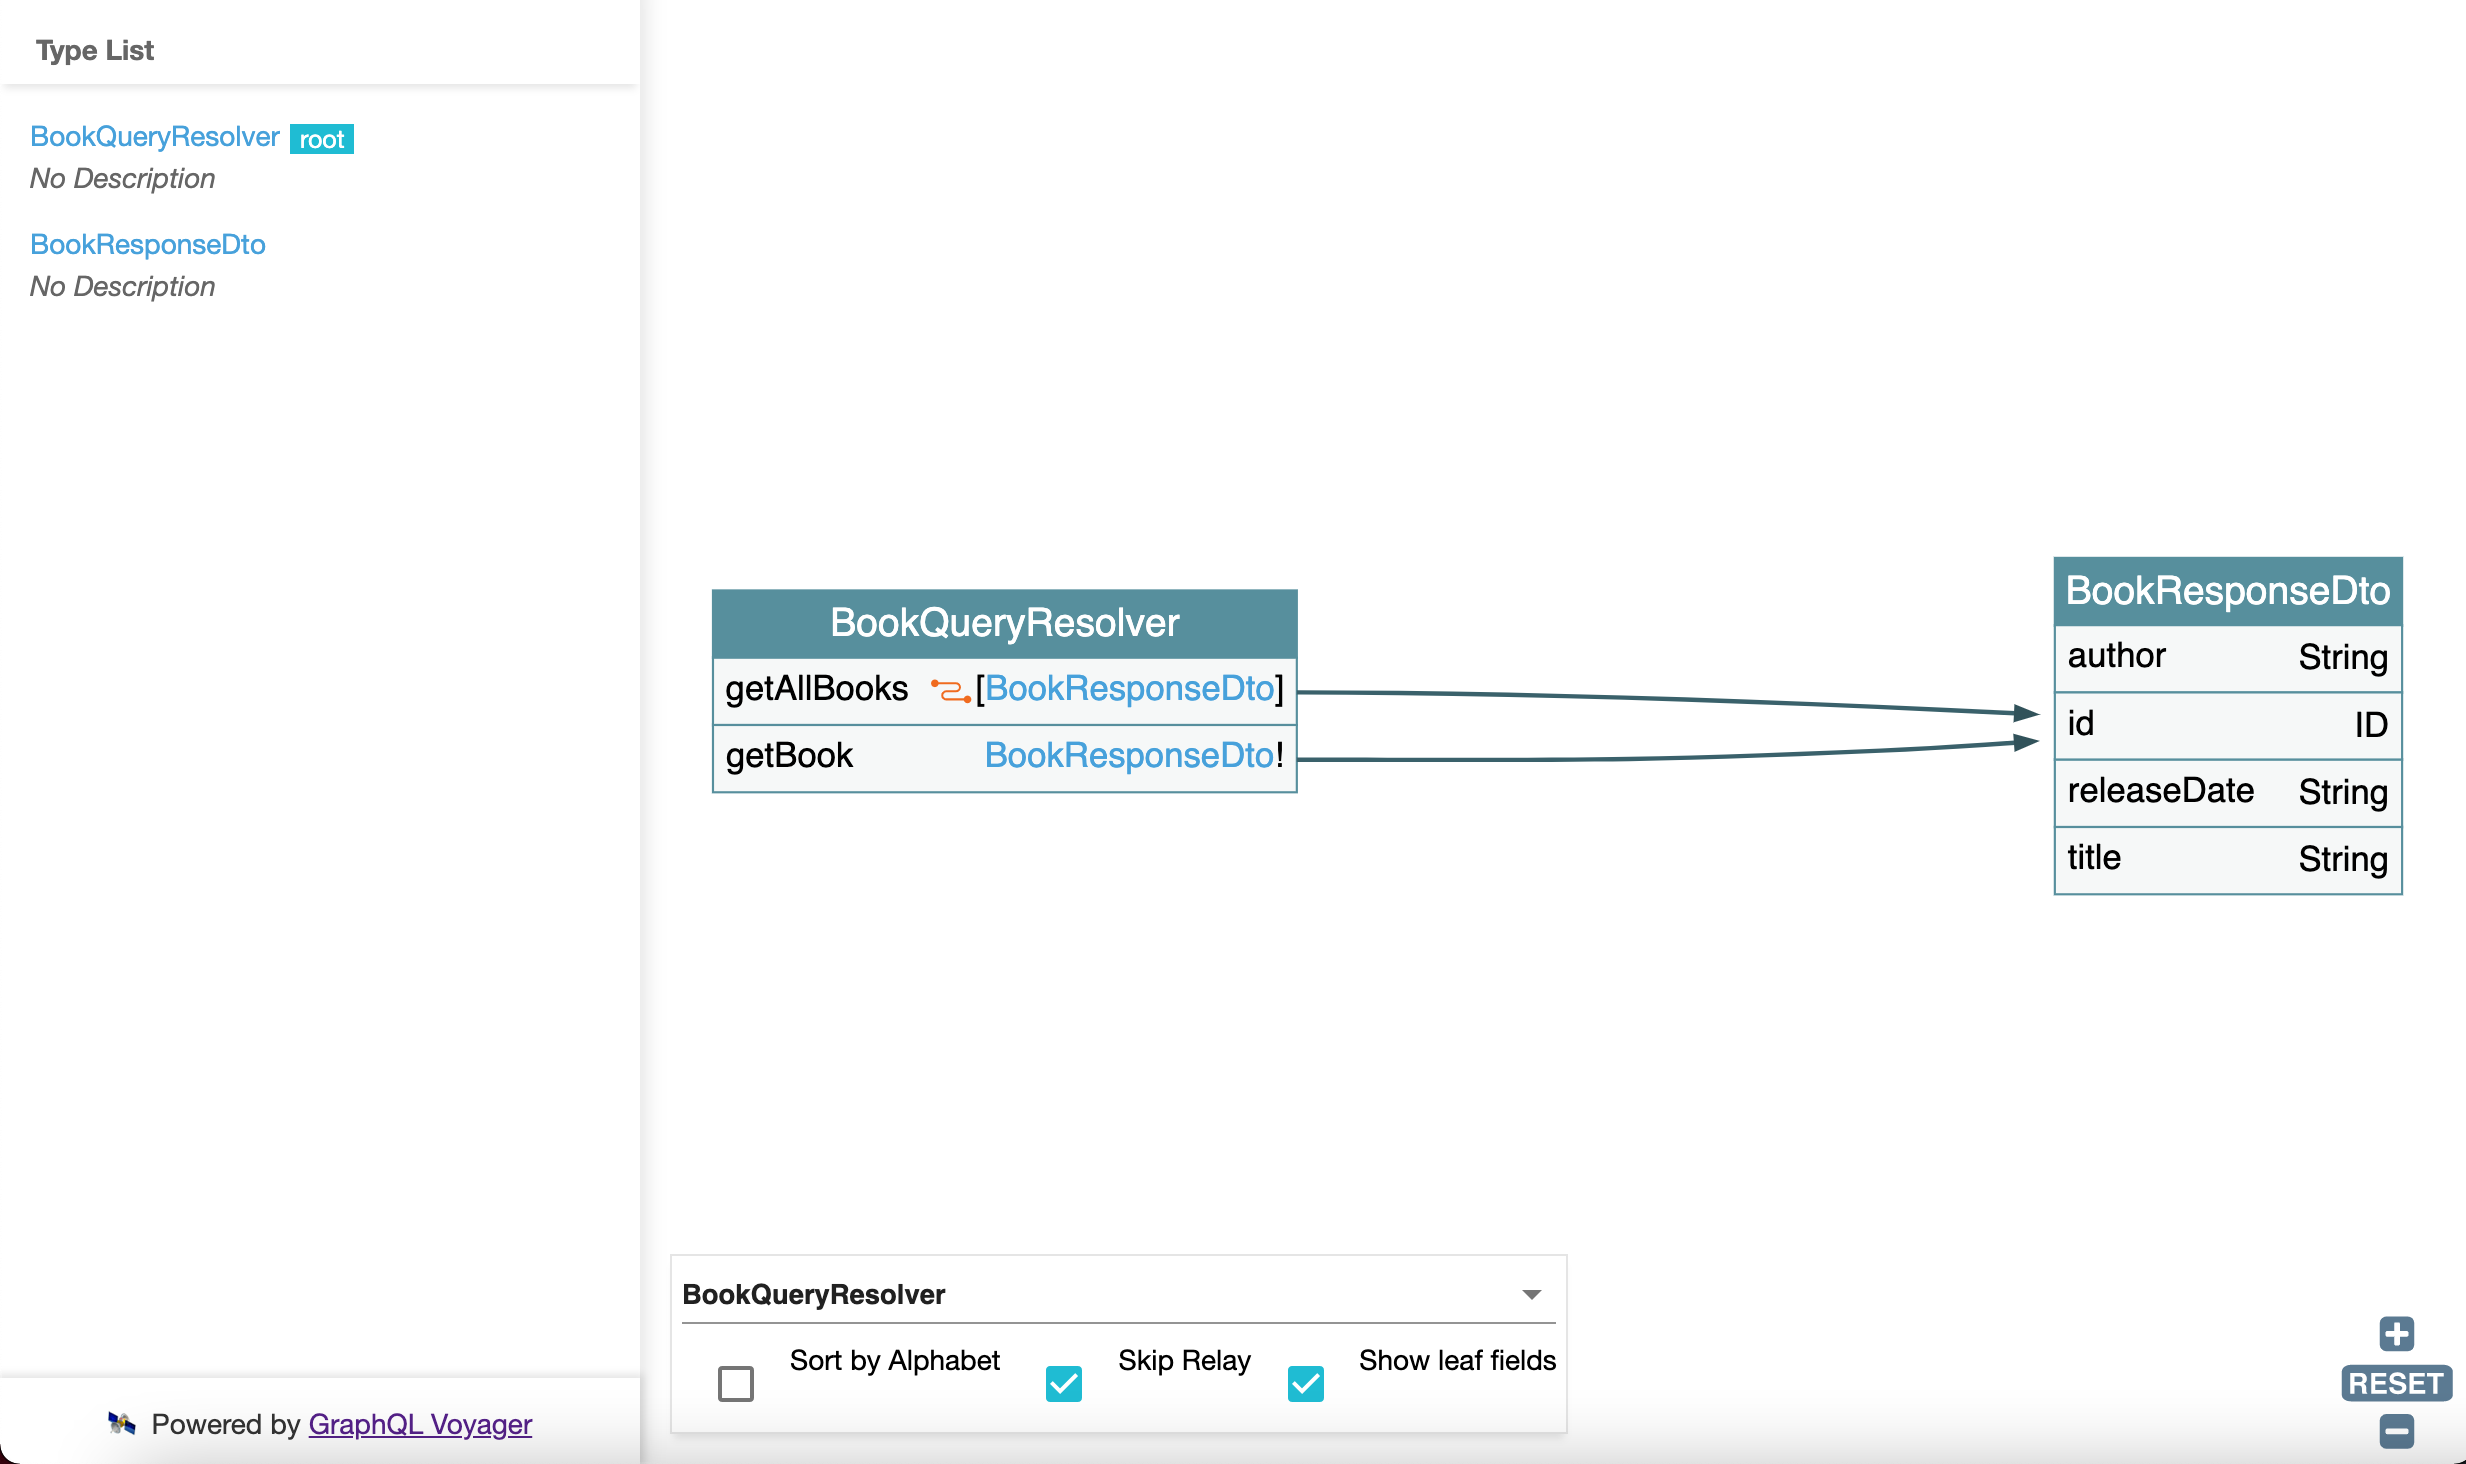 Type List
BookQueryResolver root
No Description
BookResponseDto
No Description
Powered by GraphQL Voyager
BookQueryResolver
getAllBooks [BookResponseDto]
getBook BookResponseDto!
BookResponseDto
author String
id ID
releaseDate String
title String
BookQueryResolver
Sort by Alphabet Skip Relay Show leaf fields
RESET